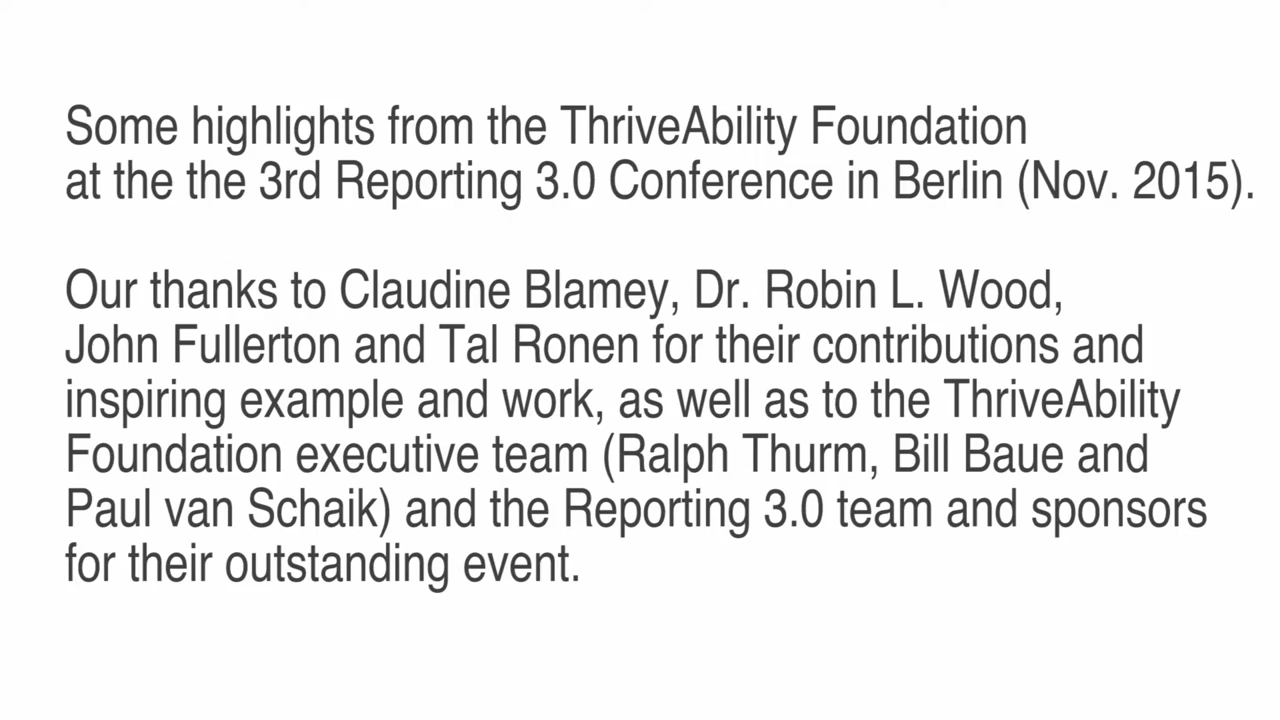 Some highlights from the ThriveAbility Foundation
at the the 3rd Reporting 3.0 Conference in Berlin (Nov. 2015).
Our thanks to Claudine Blamey, Dr. Robin L. Wood,
John Fullerton and Tal Ronen for their contributions and
inspiring example and work, as well as to the ThriveAbility
Foundation executive team (Ralph Thurm, Bill Baue and
Paul van Schaik) and the Reporting 3.0 team and sponsors
for their outstanding event.